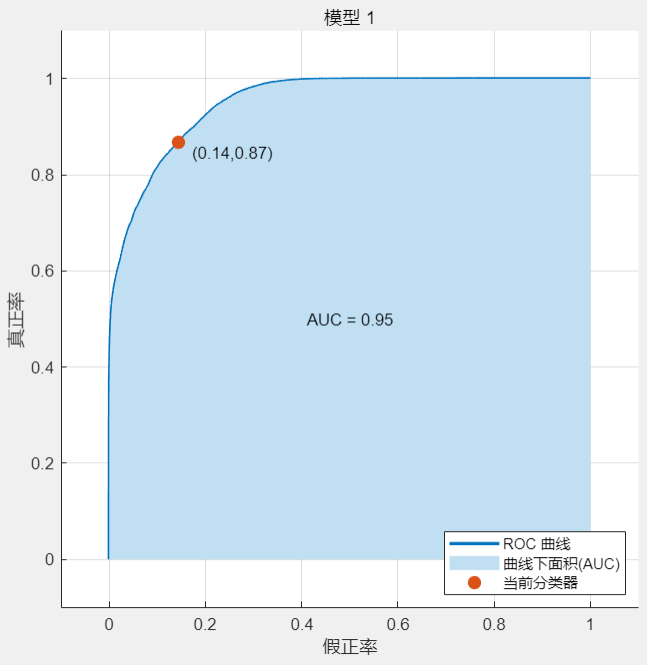 模型 1
1
(0.14,0.87)
0.8
0.6
真正率
AUC = 0.95
0.4
0.2
ROC 曲线
曲线下面积(AUC)
当前分类器
0
0 0.2 0.4 0.6 0.8 1
假正率